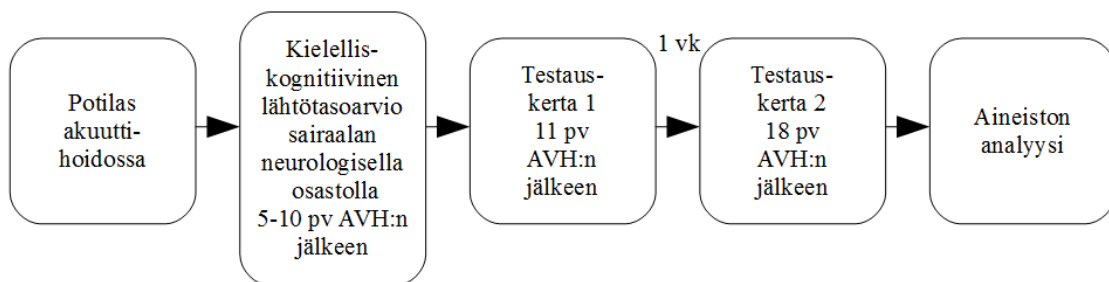 Potilas
akuutti-
hoidossa
Kielellis-
kognitiivinen
lähtötasoarvio
sairaalan
neurologisella
osastolla
5-10 pv AVH:n
jälkeen
Testaus-
kerta 1
11 pv
AVH:n
jälkeen
1 vk
Testaus-
kerta 2
18 pv
AVH:n
jälkeen
Aineiston
analyysi